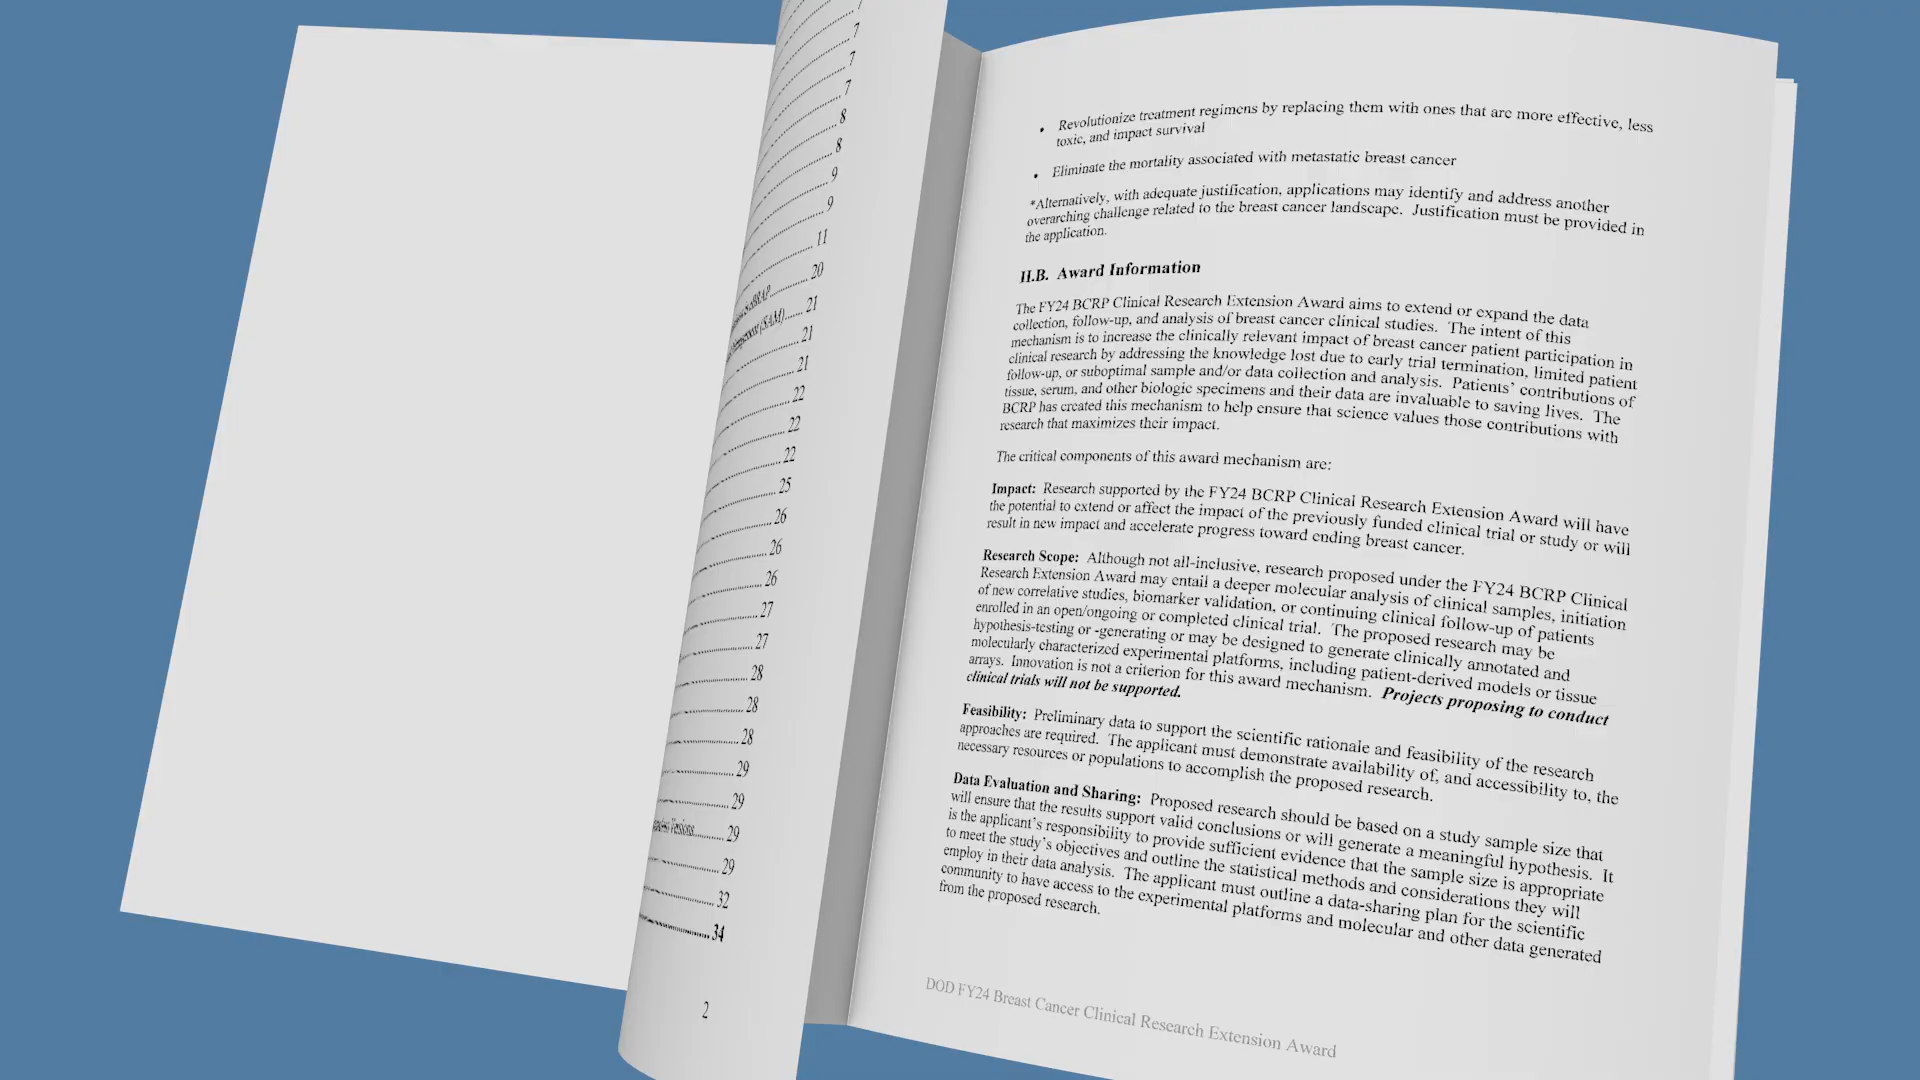 7
7
7
7
8
8
9
9
11
eBRAP 20
(SAM) 21
21
21
22
22
22
25
26
26
26
27
27
28
28
28
29
29
Versions 29
29
32
34
2
• Revolutionize treatment regimens by replacing them with ones that are more effective, less
toxic, and impact survival
• Eliminate the mortality associated with metastatic breast cancer
*Alternatively, with adequate justification, applications may identify and address another
overarching challenge related to the breast cancer landscape. Justification must be provided in
the application.
II.B. Award Information
The FY24 BCRP Clinical Research Extension Award aims to extend or expand the data
collection, follow-up, and analysis of breast cancer clinical studies. The intent of this
mechanism is to increase the clinically relevant impact of breast cancer patient participation in
clinical research by addressing the knowledge lost due to early trial termination, limited patient
follow-up, or suboptimal sample and/or data collection and analysis. Patients’ contributions of
tissue, serum, and other biologic specimens and their data are invaluable to saving lives. The
BCRP has created this mechanism to help ensure that science values those contributions with
research that maximizes their impact.
The critical components of this award mechanism are:
Impact: Research supported by the FY24 BCRP Clinical Research Extension Award will have
the potential to extend or affect the impact of the previously funded clinical trial or study or will
result in new impact and accelerate progress toward ending breast cancer.
Research Scope: Although not all-inclusive, research proposed under the FY24 BCRP Clinical
Research Extension Award may entail a deeper molecular analysis of clinical samples, initiation
of new correlative studies, biomarker validation, or continuing clinical follow-up of patients
enrolled in an open/ongoing or completed clinical trial. The proposed research may be
hypothesis-testing or -generating or may be designed to generate clinically annotated and
molecularly characterized experimental platforms, including patient-derived models or tissue
arrays. Innovation is not a criterion for this award mechanism. Projects proposing to conduct
clinical trials will not be supported.
Feasibility: Preliminary data to support the scientific rationale and feasibility of the research
approaches are required. The applicant must demonstrate availability of, and accessibility to, the
necessary resources or populations to accomplish the proposed research.
Data Evaluation and Sharing: Proposed research should be based on a study sample size that
will ensure that the results support valid conclusions or will generate a meaningful hypothesis. It
is the applicant’s responsibility to provide sufficient evidence that the sample size is appropriate
to meet the study’s objectives and outline the statistical methods and considerations they will
employ in their data analysis. The applicant must outline a data-sharing plan for the scientific
community to have access to the experimental platforms and molecular and other data generated
from the proposed research.
DOD FY24 Breast Cancer Clinical Research Extension Award